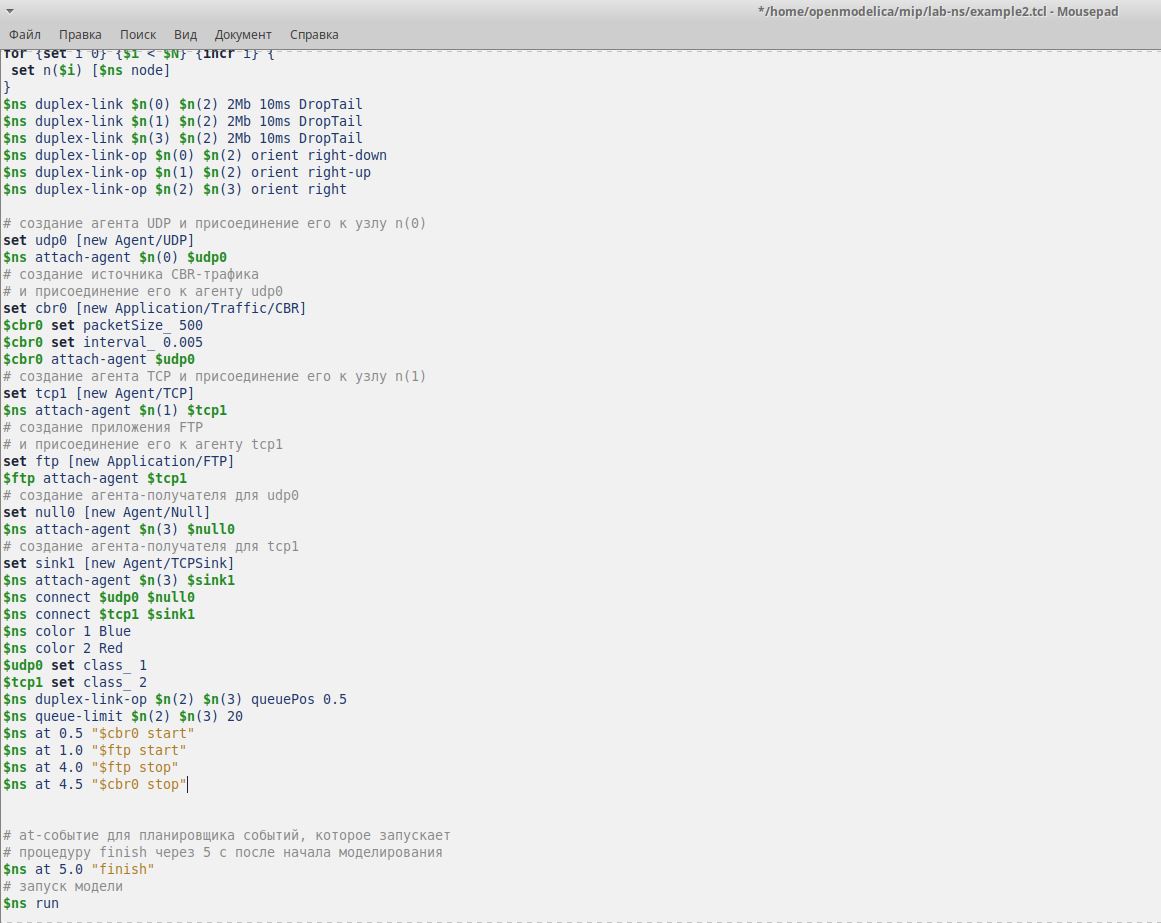 */home/openmodelica/mip/lab-ns/example2.tcl - Mousepad
Файл Правка Поиск Вид Документ Справка
for {set i 0} {$i < $N} {incr i} {
 set n($i) [$ns node]
}
$ns duplex-link $n(0) $n(2) 2Mb 10ms DropTail
$ns duplex-link $n(1) $n(2) 2Mb 10ms DropTail
$ns duplex-link $n(3) $n(2) 2Mb 10ms DropTail
$ns duplex-link-op $n(0) $n(2) orient right-down
$ns duplex-link-op $n(1) $n(2) orient right-up
$ns duplex-link-op $n(2) $n(3) orient right
# создание агента UDP и присоединение его к узлу n(0)
set udp0 [new Agent/UDP]
$ns attach-agent $n(0) $udp0
# создание источника CBR-трафика
# и присоединение его к агенту udp0
set cbr0 [new Application/Traffic/CBR]
$cbr0 set packetSize_ 500
$cbr0 set interval_ 0.005
$cbr0 attach-agent $udp0
# создание агента TCP и присоединение его к узлу n(1)
set tcp1 [new Agent/TCP]
$ns attach-agent $n(1) $tcp1
# создание приложения FTP
# и присоединение его к агенту tcp1
set ftp [new Application/FTP]
$ftp attach-agent $tcp1
# создание агента-получателя для udp0
set null0 [new Agent/Null]
$ns attach-agent $n(3) $null0
# создание агента-получателя для tcp1
set sink1 [new Agent/TCPSink]
$ns attach-agent $n(3) $sink1
$ns connect $udp0 $null0
$ns connect $tcp1 $sink1
$ns color 1 Blue
$ns color 2 Red
$udp0 set class_ 1
$tcp1 set class_ 2
$ns duplex-link-op $n(2) $n(3) queuePos 0.5
$ns queue-limit $n(2) $n(3) 20
$ns at 0.5 "$cbr0 start"
$ns at 1.0 "$ftp start"
$ns at 4.0 "$ftp stop"
$ns at 4.5 "$cbr0 stop"
# at-событие для планировщика событий, которое запускает
# процедуру finish через 5 с после начала моделирования
$ns at 5.0 "finish"
# запуск модели
$ns run